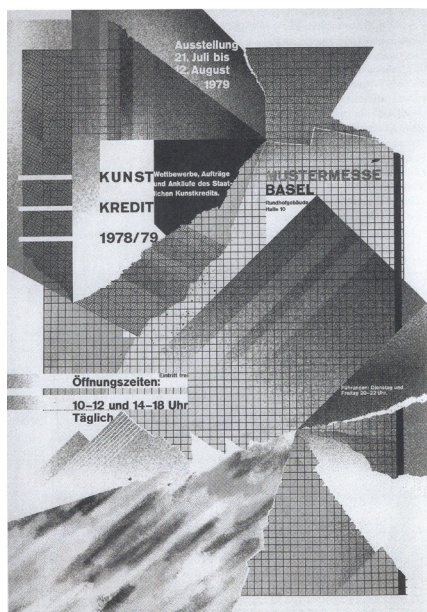 Ausstellung
21. Juli bis
12. August
1979
KUNST
KREDIT
1978/79
Wettbewerbe, Aufträge
und Ankäufe des Staat-
lichen Kunstkredits.
MUSTERMESSE
BASEL
Rundhofgebäude
Halle 10
Eintritt frei
Öffnungszeiten:
10–12 und 14–18 Uhr
Täglich
Führungen: Dienstag und
Freitag 20–22 Uhr.